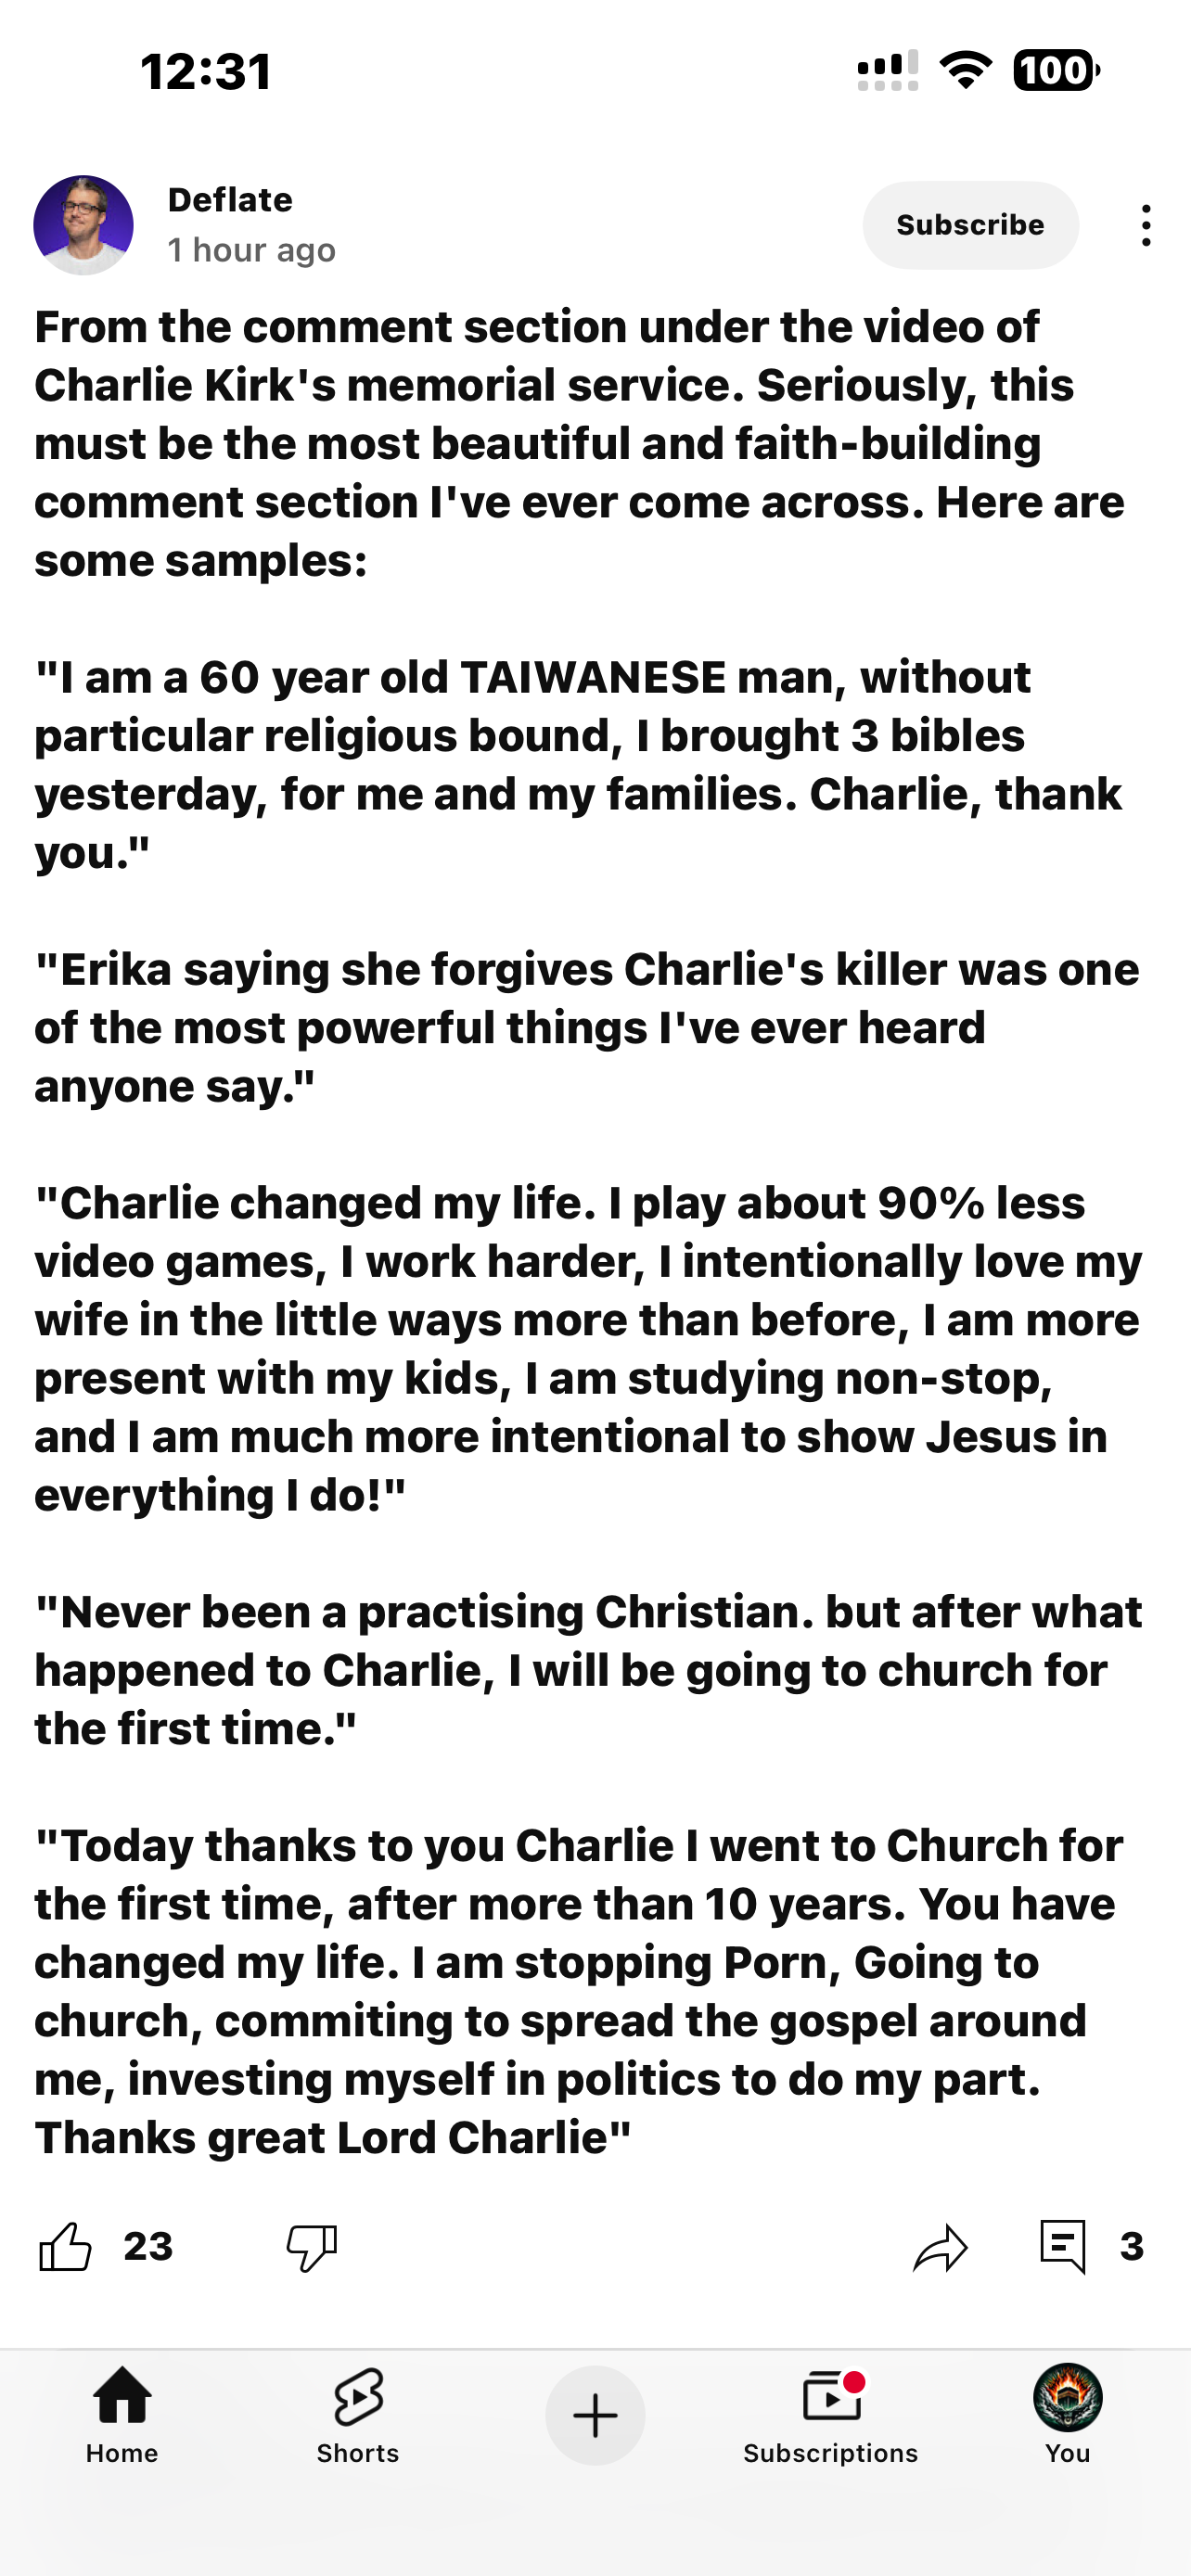 12:31
100
Deflate
1 hour ago
Subscribe
From the comment section under the video of
Charlie Kirk's memorial service. Seriously, this
must be the most beautiful and faith-building
comment section I've ever come across. Here are
some samples:
"I am a 60 year old TAIWANESE man, without
particular religious bound, I brought 3 bibles
yesterday, for me and my families. Charlie, thank
you."
"Erika saying she forgives Charlie's killer was one
of the most powerful things I've ever heard
anyone say."
"Charlie changed my life. I play about 90% less
video games, I work harder, I intentionally love my
wife in the little ways more than before, I am more
present with my kids, I am studying non-stop,
and I am much more intentional to show Jesus in
everything I do!"
"Never been a practising Christian. but after what
happened to Charlie, I will be going to church for
the first time."
"Today thanks to you Charlie I went to Church for
the first time, after more than 10 years. You have
changed my life. I am stopping Porn, Going to
church, commiting to spread the gospel around
me, investing myself in politics to do my part.
Thanks great Lord Charlie"
23
3
Home
Shorts
Subscriptions
You